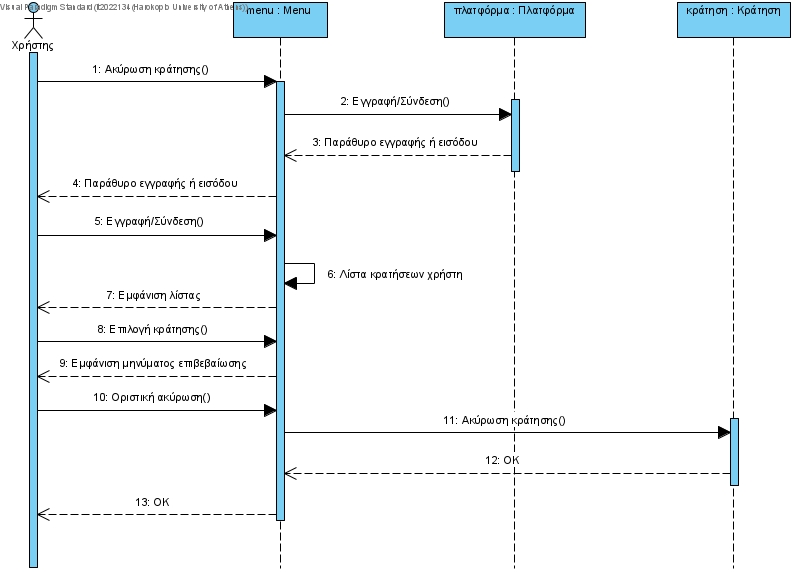 Visual Paradigm Standard(it2022134(Harokopio University of Athens))
menu : Menu
πλατφόρμα : Πλατφόρμα
κράτηση : Κράτηση
Χρήστης
1: Ακύρωση κράτησης()
2: Εγγραφή/Σύνδεση()
3: Παράθυρο εγγραφής ή εισόδου
4: Παράθυρο εγγραφής ή εισόδου
5: Εγγραφή/Σύνδεση()
6: Λίστα κρατήσεων χρήστη
7: Εμφάνιση λίστας
8: Επιλογή κράτησης()
9: Εμφάνιση μηνύματος επιβεβαίωσης
10: Οριστική ακύρωση()
11: Ακύρωση κράτησης()
12: ΟΚ
13: ΟΚ